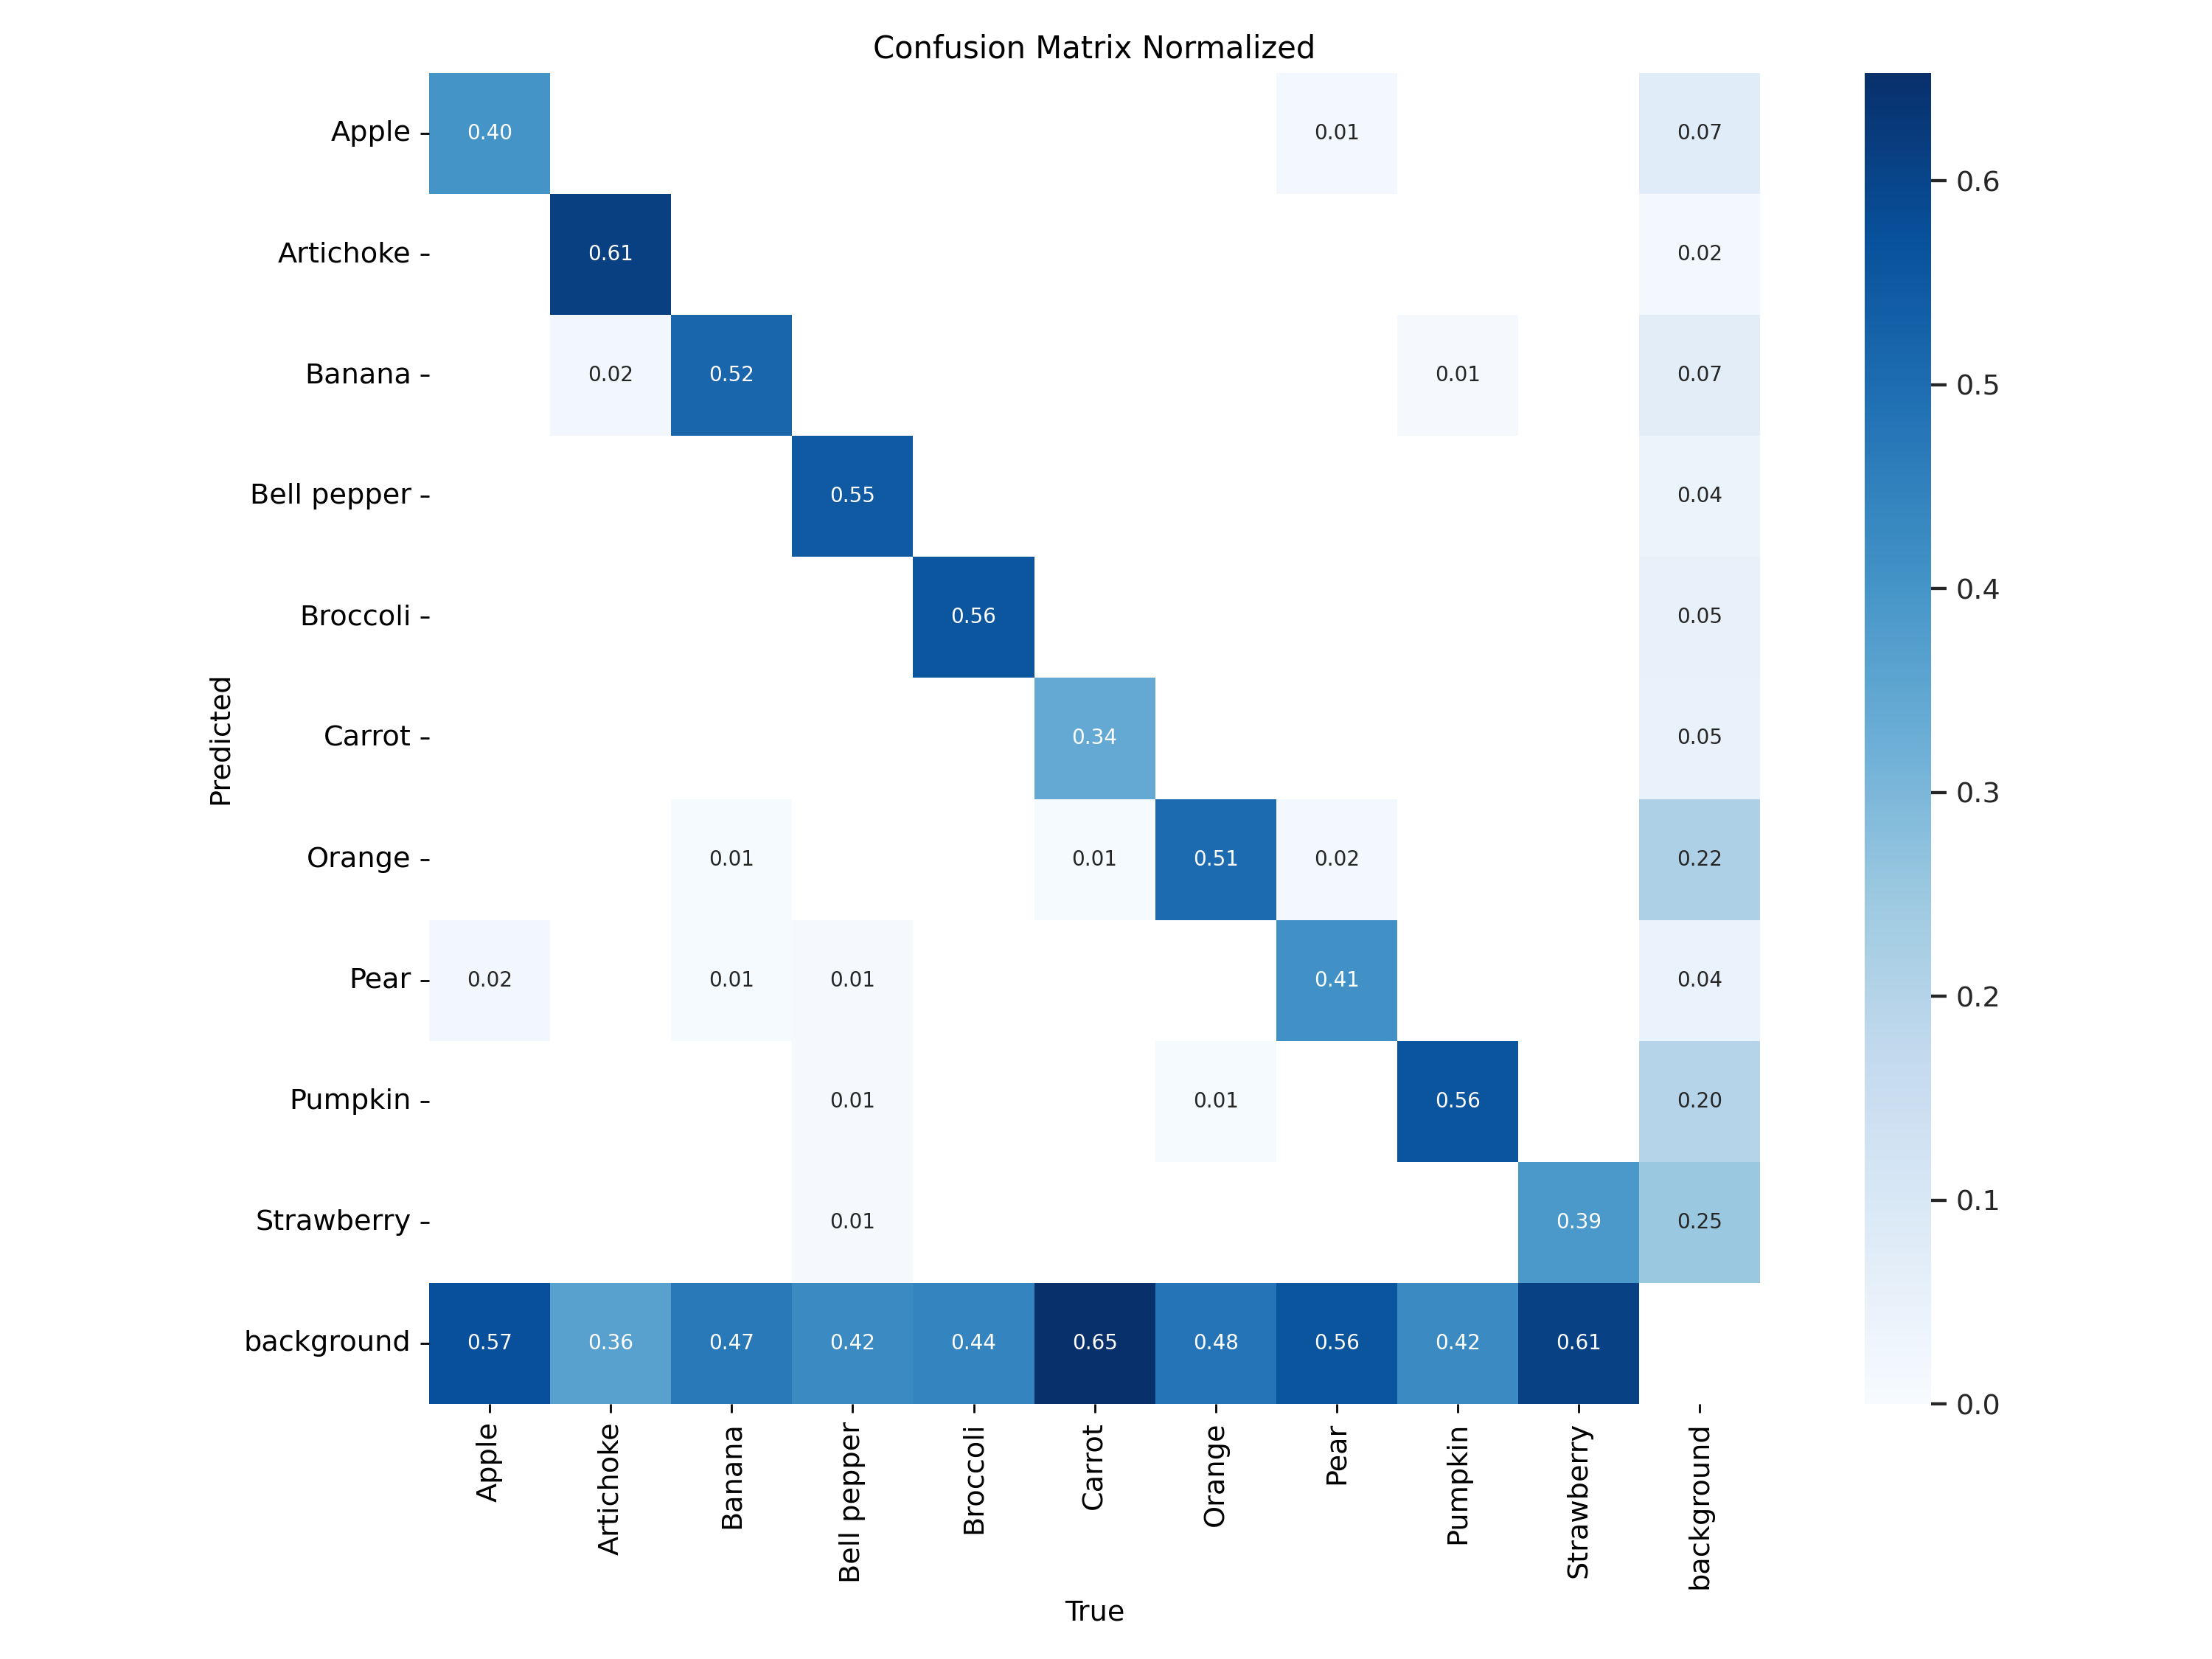 Confusion Matrix Normalized
Predicted
Apple 0.40 0.01 0.07
Artichoke 0.61 0.02
Banana 0.02 0.52 0.01 0.07
Bell pepper 0.55 0.04
Broccoli 0.56 0.05
Carrot 0.34 0.05
Orange 0.01 0.01 0.51 0.02 0.22
Pear 0.02 0.01 0.01 0.41 0.04
Pumpkin 0.01 0.01 0.56 0.20
Strawberry 0.01 0.39 0.25
background 0.57 0.36 0.47 0.42 0.44 0.65 0.48 0.56 0.42 0.61
Apple Artichoke Banana Bell pepper Broccoli Carrot Orange Pear Pumpkin Strawberry background
True
0.6
0.5
0.4
0.3
0.2
0.1
0.0